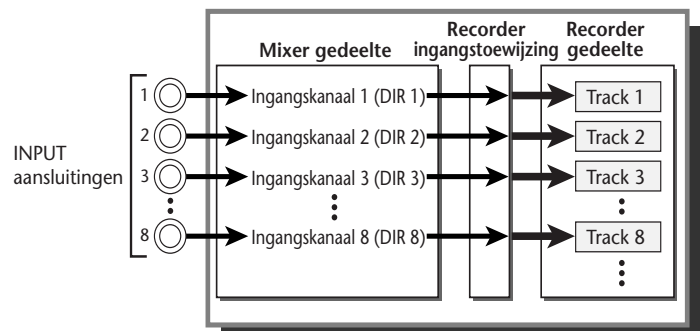 Mixer gedeelte
Recorder
ingangstoewijzing
Recorder
gedeelte
INPUT
aansluitingen
1 Ingangskanaal 1 (DIR 1) Track 1
2 Ingangskanaal 2 (DIR 2) Track 2
3 Ingangskanaal 3 (DIR 3) Track 3
8 Ingangskanaal 8 (DIR 8) Track 8